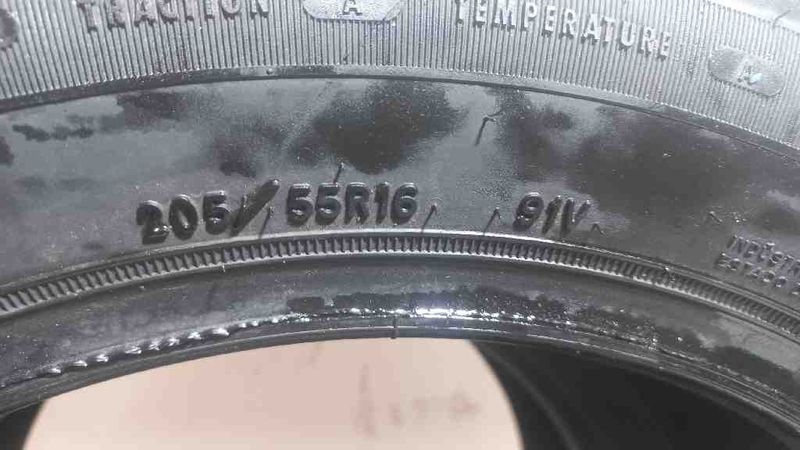 TRACTION A TEMPERATURE A
205/55R16 91V